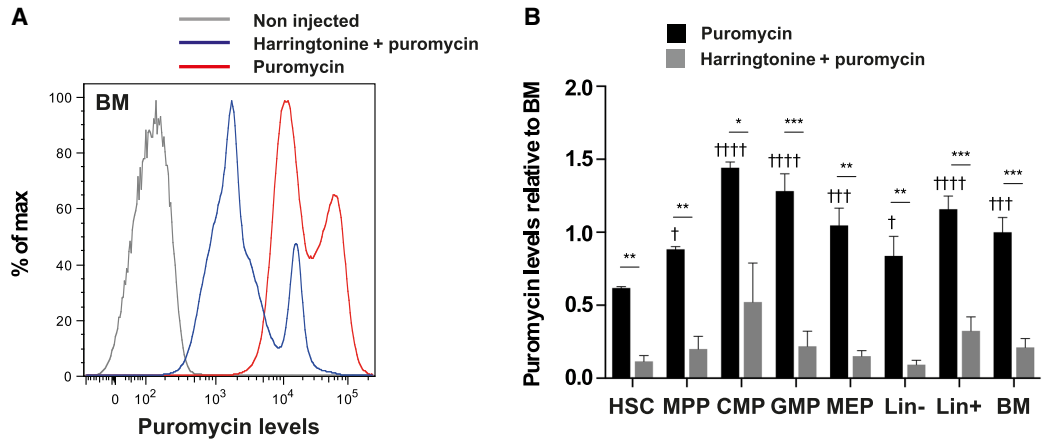 A
Non injected
Harringtonine + puromycin
Puromycin
BM
% of max
100
80
60
40
20
0
0 10² 10³ 10⁴ 10⁵
Puromycin levels
B
Puromycin
Harringtonine + puromycin
Puromycin levels relative to BM
2.0
1.5
1.0
0.5
0.0
** ** * *** ** ** *** ***
† †††† †††† ††† † †††† †††
HSC MPP CMP GMP MEP Lin- Lin+ BM